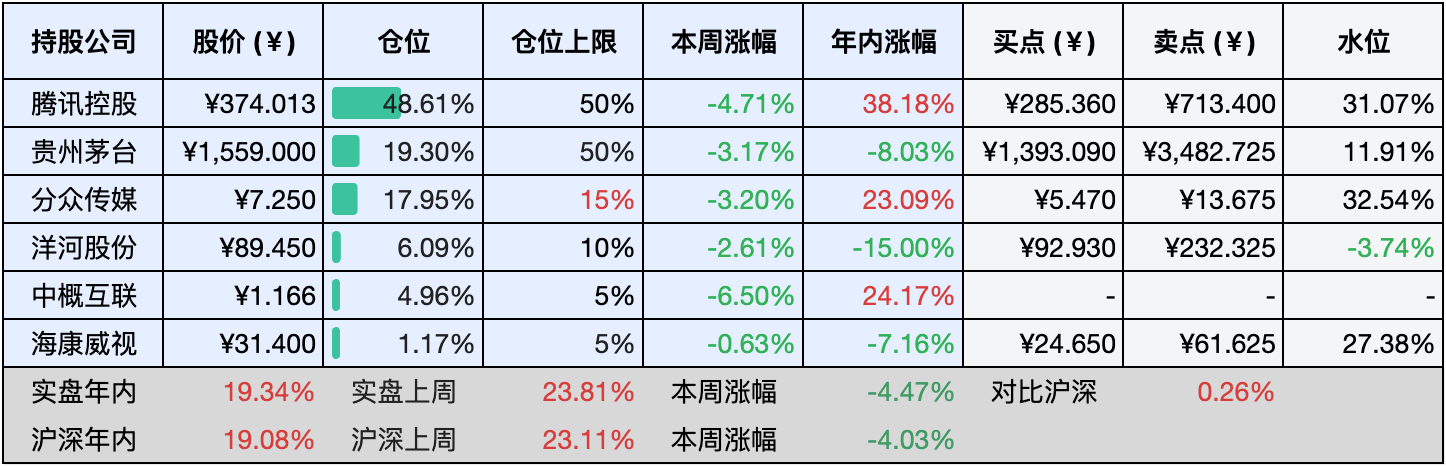 持股公司 股价 (¥) 仓位 仓位上限 本周涨幅 年内涨幅 买点 (¥) 卖点 (¥) 水位
腾讯控股 ¥374.013 48.61% 50% -4.71% 38.18% ¥285.360 ¥713.400 31.07%
贵州茅台 ¥1,559.000 19.30% 50% -3.17% -8.03% ¥1,393.090 ¥3,482.725 11.91%
分众传媒 ¥7.250 17.95% 15% -3.20% 23.09% ¥5.470 ¥13.675 32.54%
洋河股份 ¥89.450 6.09% 10% -2.61% -15.00% ¥92.930 ¥232.325 -3.74%
中概互联 ¥1.166 4.96% 5% -6.50% 24.17% - - -
海康威视 ¥31.400 1.17% 5% -0.63% -7.16% ¥24.650 ¥61.625 27.38%
实盘年内 19.34% 实盘上周 23.81% 本周涨幅 -4.47% 对比沪深 0.26%
沪深年内 19.08% 沪深上周 23.11% 本周涨幅 -4.03%